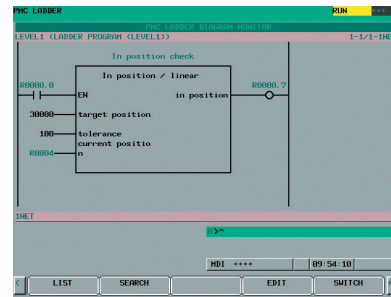 PMC LADDER RUN ***
PMC LADDER DIAGRAM MONITOR
LEVEL1 (LADDER PROGRAM (LEVEL1)) 1-1/1-1NE
In position check
In position / linear
R0000.0 R0000.7
EN in position
30000 target position
100 tolerance
current positio
R0004 n
1NET
>^
MDI **** 09:54:10
< LIST SEARCH EDIT SWITCH